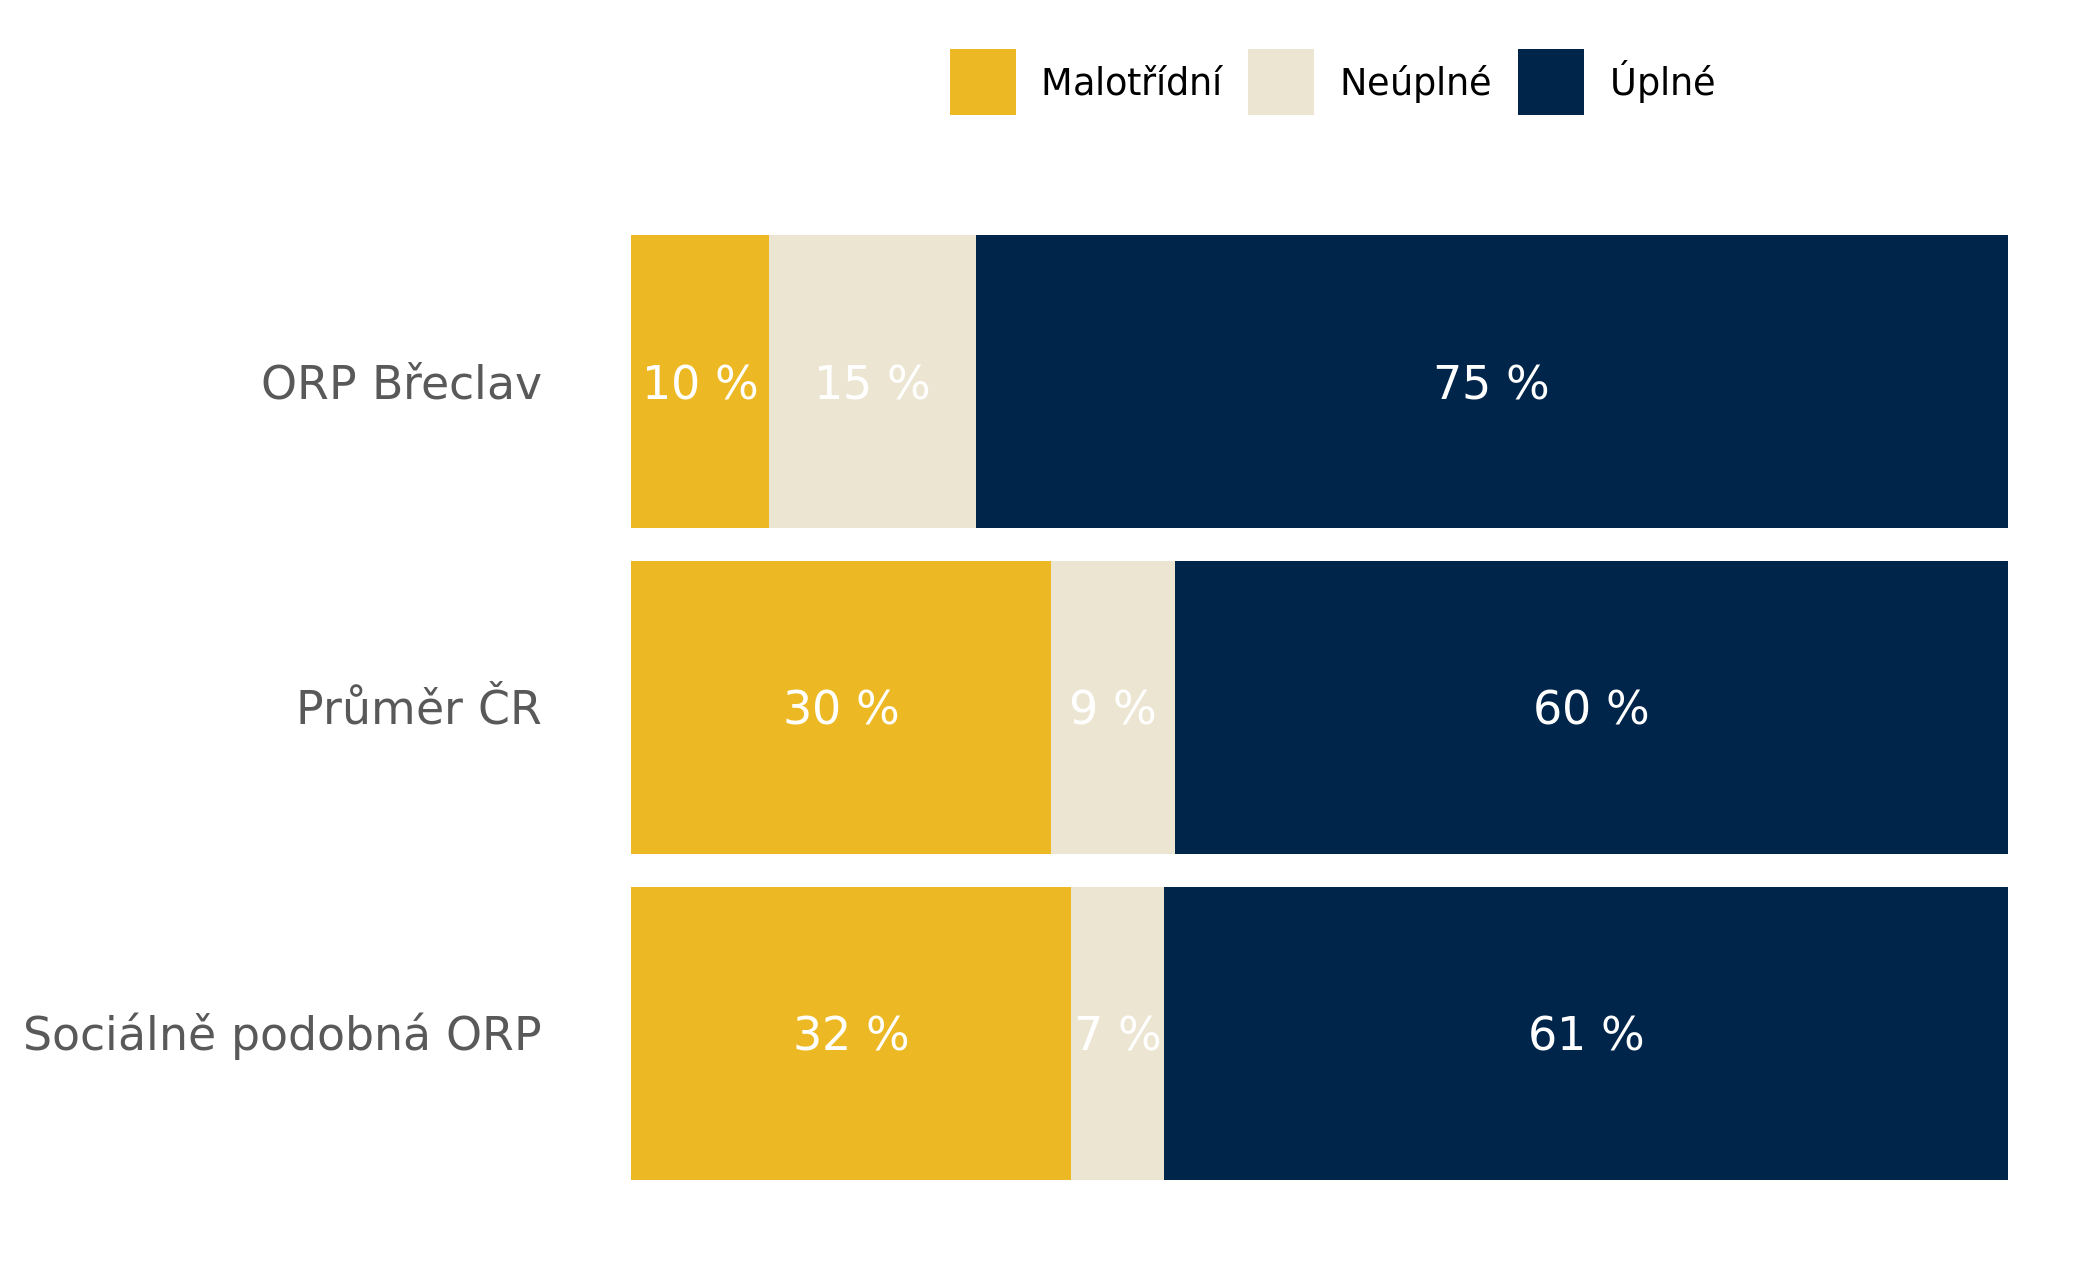 Malotřídní Neúplné Úplné
ORP Břeclav 10 % 15 % 75 %
Průměr ČR 30 % 9 % 60 %
Sociálně podobná ORP 32 % 7 % 61 %